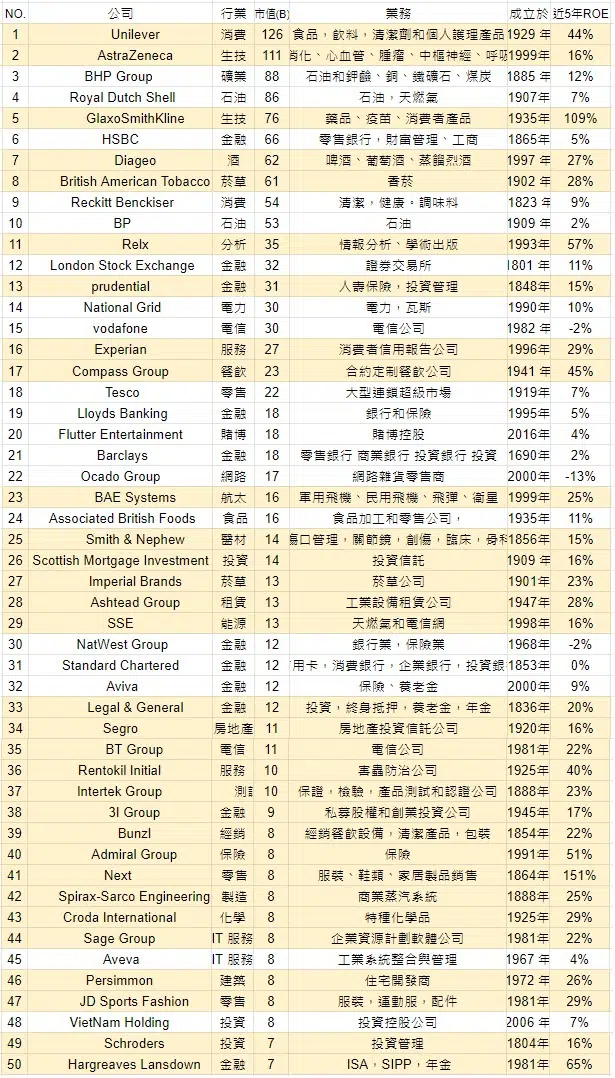 NO. 公司 行業 市值(B) 業務 成立於 近5年ROE
1 Unilever 消費 126 食品，飲料，清潔劑和個人護理產品 1929 年 44%
2 AstraZeneca 生技 111 消化、心血管、腫瘤、中樞神經、呼吸 1999年 16%
3 BHP Group 礦業 88 石油和鉀鹼、銅、鐵礦石、煤炭 1885 年 12%
4 Royal Dutch Shell 石油 86 石油，天燃氣 1907年 7%
5 GlaxoSmithKline 生技 76 藥品、疫苗、消費者產品 1935年 109%
6 HSBC 金融 66 零售銀行，財富管理、工商 1865年 5%
7 Diageo 酒 62 啤酒、葡萄酒、蒸餾烈酒 1997 年 27%
8 British American Tobacco 菸草 61 香菸 1902 年 28%
9 Reckitt Benckiser 消費 54 清潔，健康。調味料 1823 年 9%
10 BP 石油 53 石油 1909 年 2%
11 Relx 分析 35 情報分析、學術出版 1993年 57%
12 London Stock Exchange 金融 32 證券交易所 1801 年 11%
13 prudential 金融 31 人壽保險，投資管理 1848年 15%
14 National Grid 電力 30 電力，瓦斯 1990年 10%
15 vodafone 電信 30 電信公司 1982 年 -2%
16 Experian 服務 27 消費者信用報告公司 1996年 29%
17 Compass Group 餐飲 23 合約定制餐飲公司 1941 年 45%
18 Tesco 零售 22 大型連鎖超級市場 1919年 7%
19 Lloyds Banking 金融 18 銀行和保險 1995年 5%
20 Flutter Entertainment 賭博 18 賭博控股 2016年 4%
21 Barclays 金融 18 零售銀行 商業銀行 投資銀行 投資 1690年 2%
22 Ocado Group 網路 17 網路雜貨零售商 2000年 -13%
23 BAE Systems 航太 16 軍用飛機、民用飛機、飛彈、衛星 1999年 25%
24 Associated British Foods 食品 16 食品加工和零售公司， 1935年 11%
25 Smith & Nephew 醫材 14 傷口管理，關節鏡，創傷，臨床，骨科 1856年 15%
26 Scottish Mortgage Investment 投資 14 投資信託 1909 年 16%
27 Imperial Brands 菸草 13 菸草公司 1901年 23%
28 Ashtead Group 租賃 13 工業設備租賃公司 1947年 28%
29 SSE 能源 13 天燃氣和電信網 1998年 16%
30 NatWest Group 金融 12 銀行業，保險業 1968年 -2%
31 Standard Chartered 金融 12 用卡，消費銀行，企業銀行，投資銀 1853年 0%
32 Aviva 金融 12 保險、養老金 2000年 9%
33 Legal & General 金融 12 投資，終身抵押，養老金，年金 1836年 20%
34 Segro 房地產 11 房地產投資信託公司 1920年 16%
35 BT Group 電信 11 電信公司 1981年 22%
36 Rentokil Initial 服務 10 害蟲防治公司 1925年 40%
37 Intertek Group 測試 10 保證，檢驗，產品測試和認證公司 1888年 23%
38 3I Group 金融 9 私募股權和創業投資公司 1945年 17%
39 Bunzl 經銷 8 經銷餐飲設備，清潔產品，包裝 1854年 22%
40 Admiral Group 保險 8 保險 1991年 51%
41 Next 零售 8 服裝、鞋類、家居製品銷售 1864年 151%
42 Spirax-Sarco Engineering 製造 8 商業蒸汽系統 1888年 25%
43 Croda International 化學 8 特種化學品 1925年 29%
44 Sage Group IT 服務 8 企業資源計劃軟體公司 1981年 22%
45 Aveva IT 服務 8 工業系統整合與管理 1967 年 4%
46 Persimmon 建築 8 住宅開發商 1972 年 26%
47 JD Sports Fashion 零售 8 服裝，運動服，配件 1981年 29%
48 VietNam Holding 投資 8 投資控股公司 2006 年 7%
49 Schroders 投資 7 投資管理 1804年 16%
50 Hargreaves Lansdown 金融 7 ISA，SIPP，年金 1981年 65%